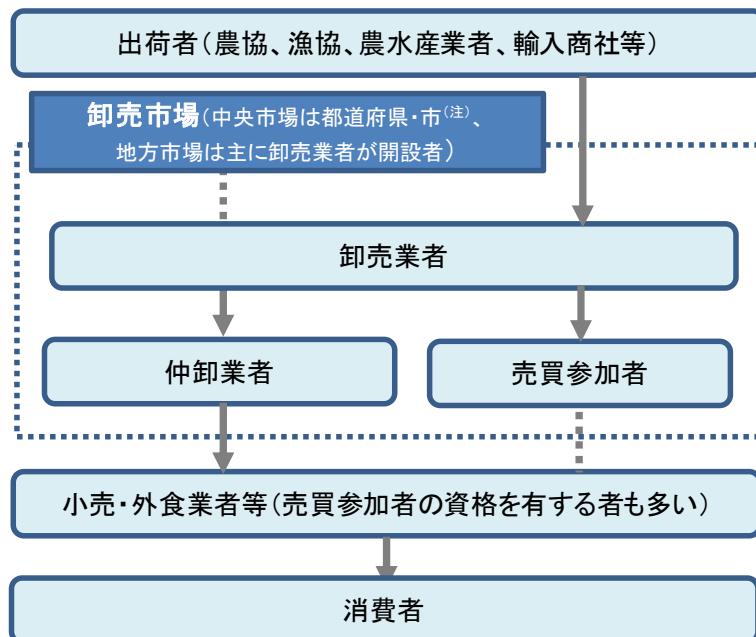 出荷者（農協、漁協、農水産業者、輸入商社等）
卸売市場（中央市場は都道府県・市（注）、
地方市場は主に卸売業者が開設者）
卸売業者
仲卸業者
売買参加者
小売・外食業者等（売買参加者の資格を有する者も多い）
消費者